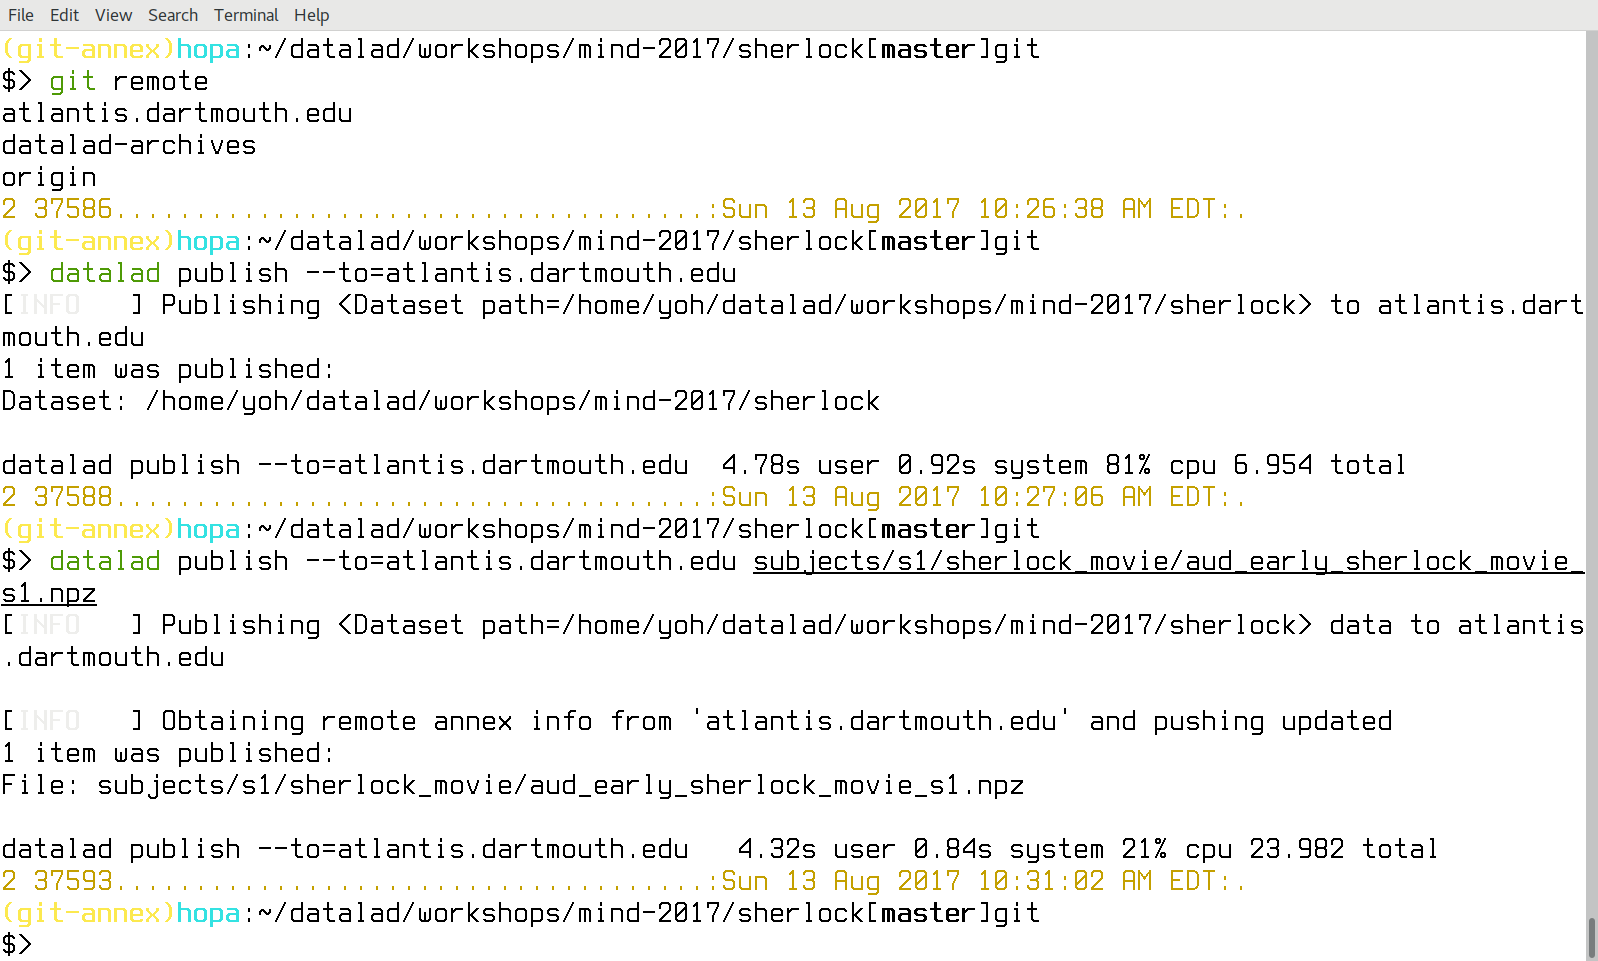 File Edit View Search Terminal Help
(git-annex)hopa:~/datalad/workshops/mind-2017/sherlock[master]git
$> git remote
atlantis.dartmouth.edu
datalad-archives
origin
2 37586.....................................:Sun 13 Aug 2017 10:26:38 AM EDT:.
(git-annex)hopa:~/datalad/workshops/mind-2017/sherlock[master]git
$> datalad publish --to=atlantis.dartmouth.edu
[INFO   ] Publishing <Dataset path=/home/yoh/datalad/workshops/mind-2017/sherlock> to atlantis.dart
mouth.edu
1 item was published:
Dataset: /home/yoh/datalad/workshops/mind-2017/sherlock
datalad publish --to=atlantis.dartmouth.edu  4.78s user 0.92s system 81% cpu 6.954 total
2 37588.....................................:Sun 13 Aug 2017 10:27:06 AM EDT:.
(git-annex)hopa:~/datalad/workshops/mind-2017/sherlock[master]git
$> datalad publish --to=atlantis.dartmouth.edu subjects/s1/sherlock_movie/aud_early_sherlock_movie_
s1.npz
[INFO   ] Publishing <Dataset path=/home/yoh/datalad/workshops/mind-2017/sherlock> data to atlantis
.dartmouth.edu
[INFO   ] Obtaining remote annex info from 'atlantis.dartmouth.edu' and pushing updated
1 item was published:
File: subjects/s1/sherlock_movie/aud_early_sherlock_movie_s1.npz
datalad publish --to=atlantis.dartmouth.edu   4.32s user 0.84s system 21% cpu 23.982 total
2 37593.....................................:Sun 13 Aug 2017 10:31:02 AM EDT:.
(git-annex)hopa:~/datalad/workshops/mind-2017/sherlock[master]git
$>